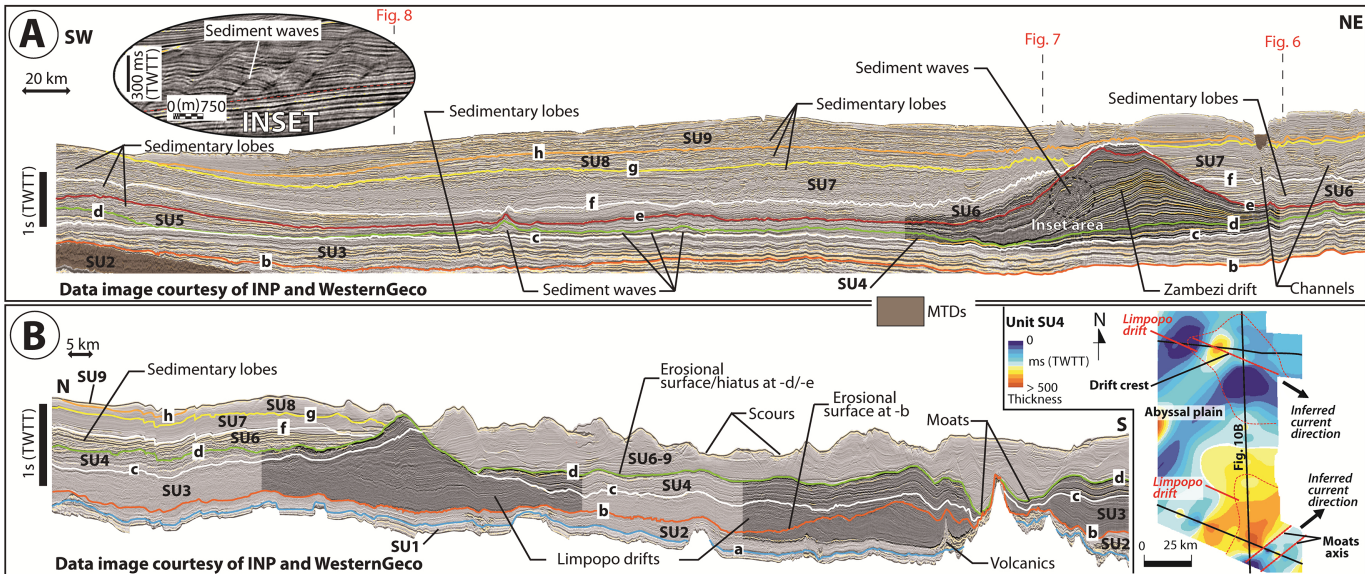 A
SW
Fig. 8
NE
Sediment waves
300 ms
(TWTT)
0(m)750
INSET
20 km
Fig. 7
Fig. 6
Sediment waves
Sedimentary lobes
Sedimentary lobes
Sedimentary lobes
Sedimentary lobes
SU9
h
SU8
g
SU7
SU7
f
f
SU6
SU6
e
e
d
d
SU5
c
c
Inset area
1s (TWTT)
SU3
b
b
SU2
SU4
Data image courtesy of INP and WesternGeco
Sediment waves
Zambezi drift
Channels
MTDs
B
5 km
N
SU9
Sedimentary lobes
Erosional
surface/hiatus at -d/-e
Erosional
surface at -b
Scours
Moats
S
1s (TWTT)
h
SU8
g
SU7
f
SU6
SU4
d
c
SU3
SU6-9
d
c
SU4
b
SU2
a
SU1
d
c
SU3
b
SU2
Limpopo drifts
Volcanics
Data image courtesy of INP and WesternGeco
Unit SU4
N
0
ms (TWTT)
> 500
Thickness
Limpopo
drift
Drift crest
Abyssal plain
Inferred
current
direction
Fig. 10B
Limpopo
drift
Inferred
current
direction
Moats
axis
0 25 km